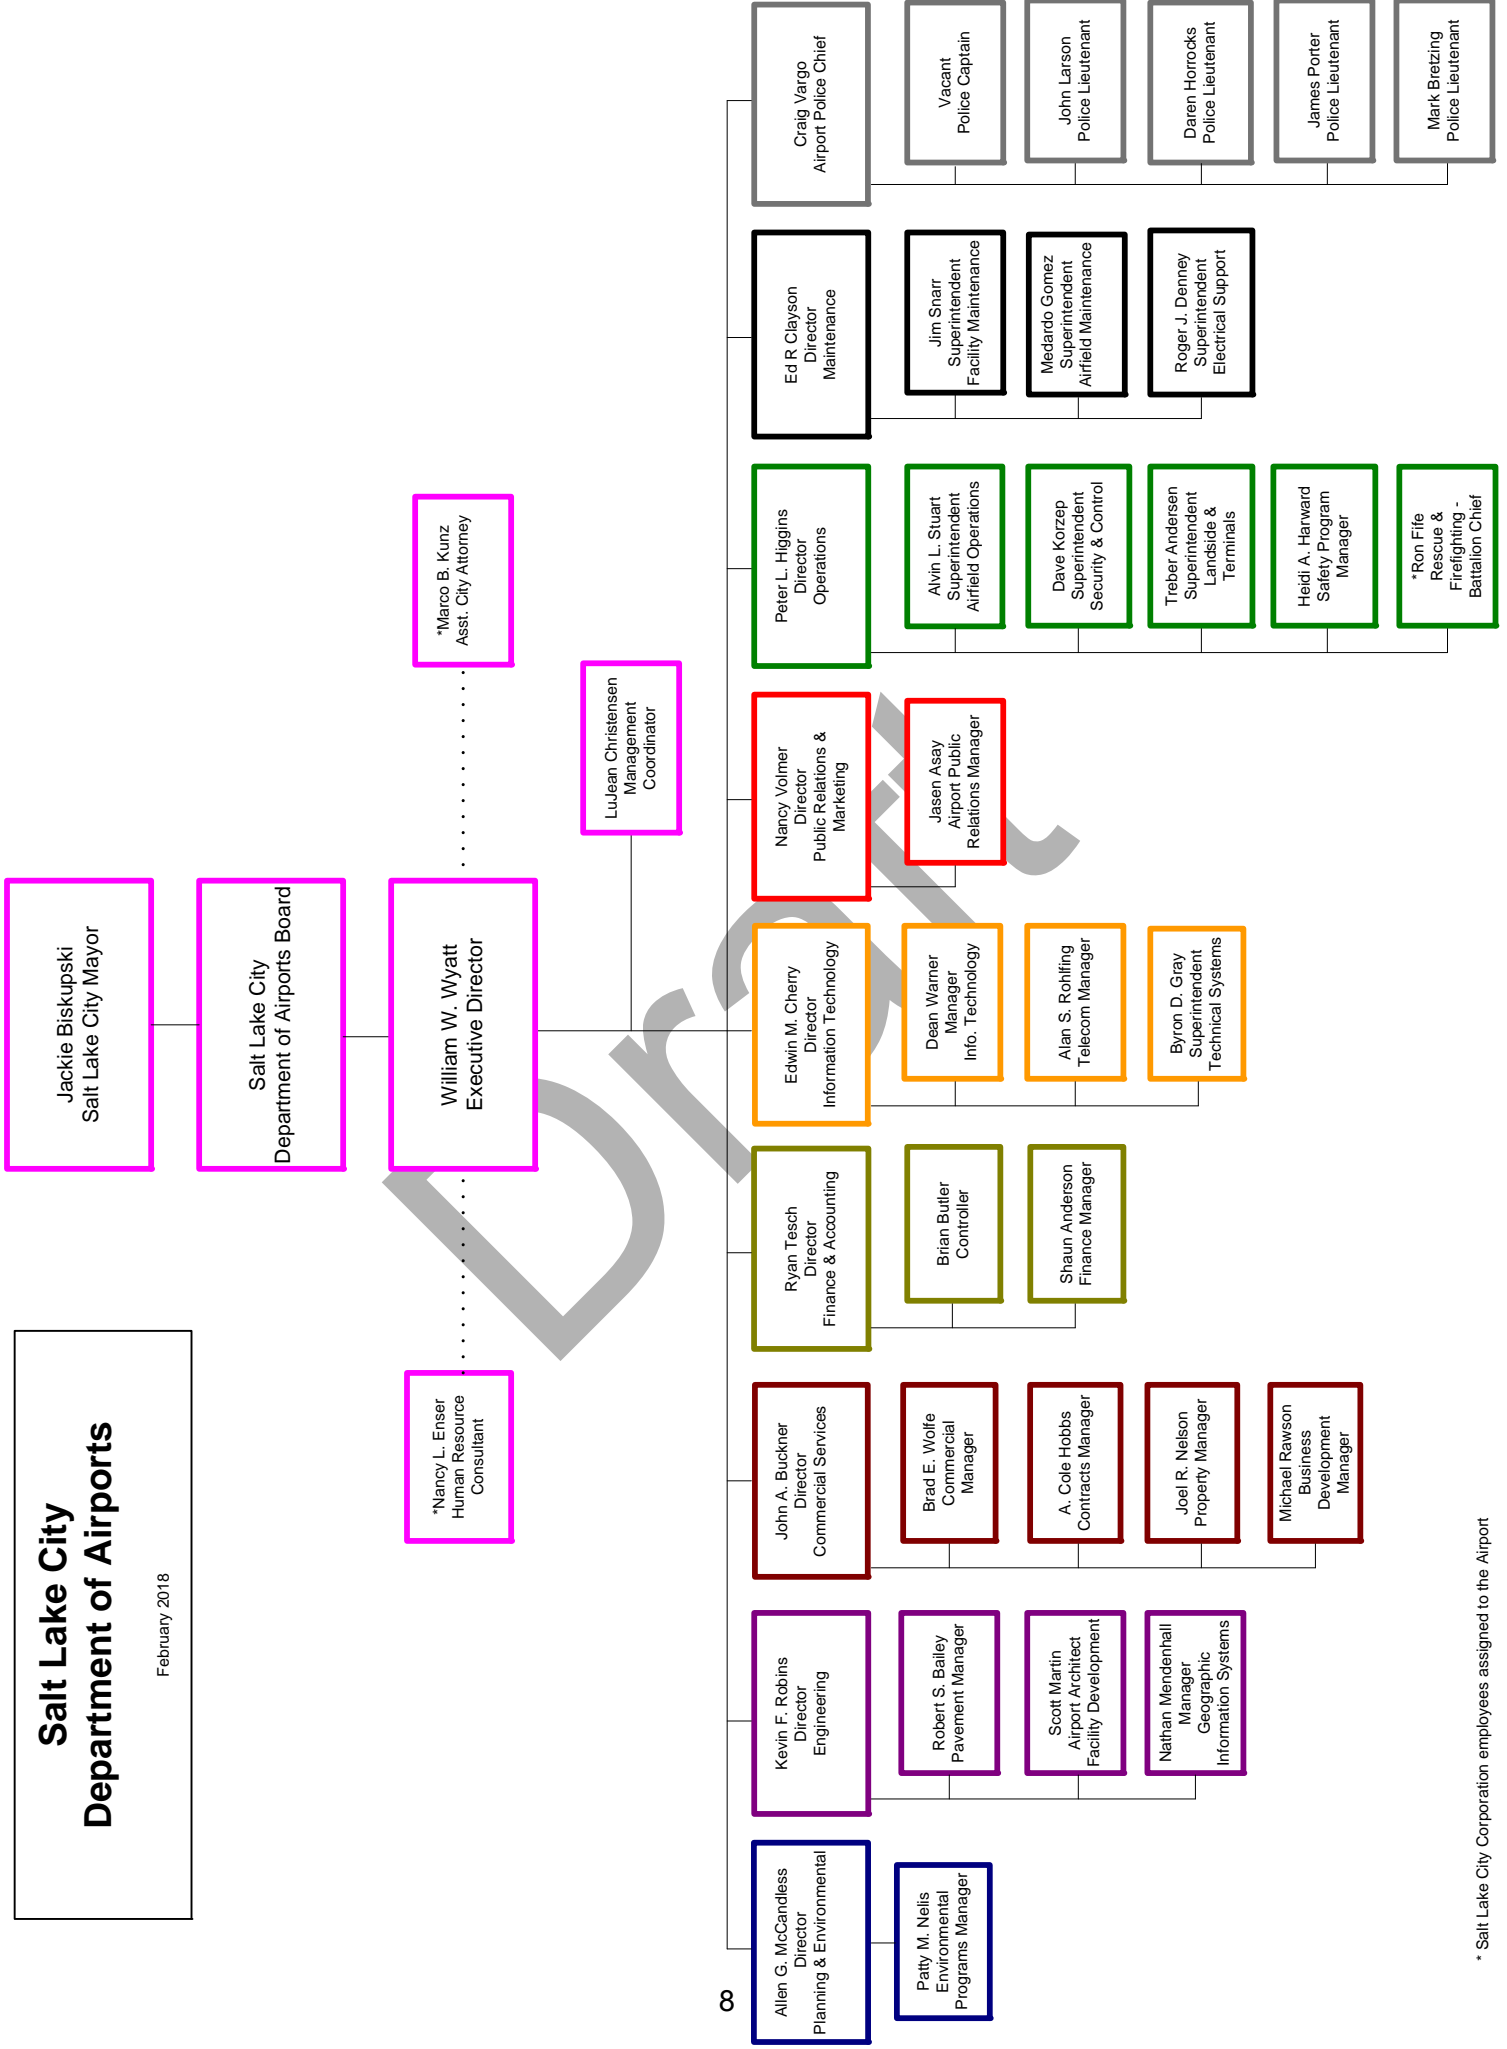 Salt Lake City
Department of Airports
February 2018
Jackie Biskupski
Salt Lake City Mayor
Salt Lake City
Department of Airports Board
William W. Wyatt
Executive Director
*Nancy L. Enser
Human Resource
Consultant
*Marco B. Kunz
Asst. City Attorney
LuJean Christensen
Management
Coordinator
Allen G. McCandless
Director
Planning & Environmental
Patty M. Nelis
Environmental
Programs Manager
Kevin F. Robins
Director
Engineering
Robert S. Bailey
Pavement Manager
Scott Martin
Airport Architect
Facility Development
Nathan Mendenhall
Manager
Geographic
Information Systems
John A. Buckner
Director
Commercial Services
Brad E. Wolfe
Commercial
Manager
A. Cole Hobbs
Contracts Manager
Joel R. Nelson
Property Manager
Michael Rawson
Business
Development
Manager
Ryan Tesch
Director
Finance & Accounting
Brian Butler
Controller
Shaun Anderson
Finance Manager
Edwin M. Cherry
Director
Information Technology
Dean Warner
Manager
Info. Technology
Alan S. Rohlfing
Telecom Manager
Byron D. Gray
Superintendent
Technical Systems
Nancy Volmer
Director
Public Relations &
Marketing
Jasen Asay
Airport Public
Relations Manager
Peter L. Higgins
Director
Operations
Alvin L. Stuart
Superintendent
Airfield Operations
Dave Korzep
Superintendent
Security & Control
Treber Andersen
Superintendent
Landside &
Terminals
Heidi A. Harward
Safety Program
Manager
*Ron Fife
Rescue &
Firefighting -
Battalion Chief
Ed R Clayson
Director
Maintenance
Jim Snarr
Superintendent
Facility Maintenance
Medardo Gomez
Superintendent
Airfield Maintenance
Roger J. Denney
Superintendent
Electrical Support
Craig Vargo
Airport Police Chief
Vacant
Police Captain
John Larson
Police Lieutenant
Daren Horrocks
Police Lieutenant
James Porter
Police Lieutenant
Mark Bretzing
Police Lieutenant
* Salt Lake City Corporation employees assigned to the Airport
Draft
8